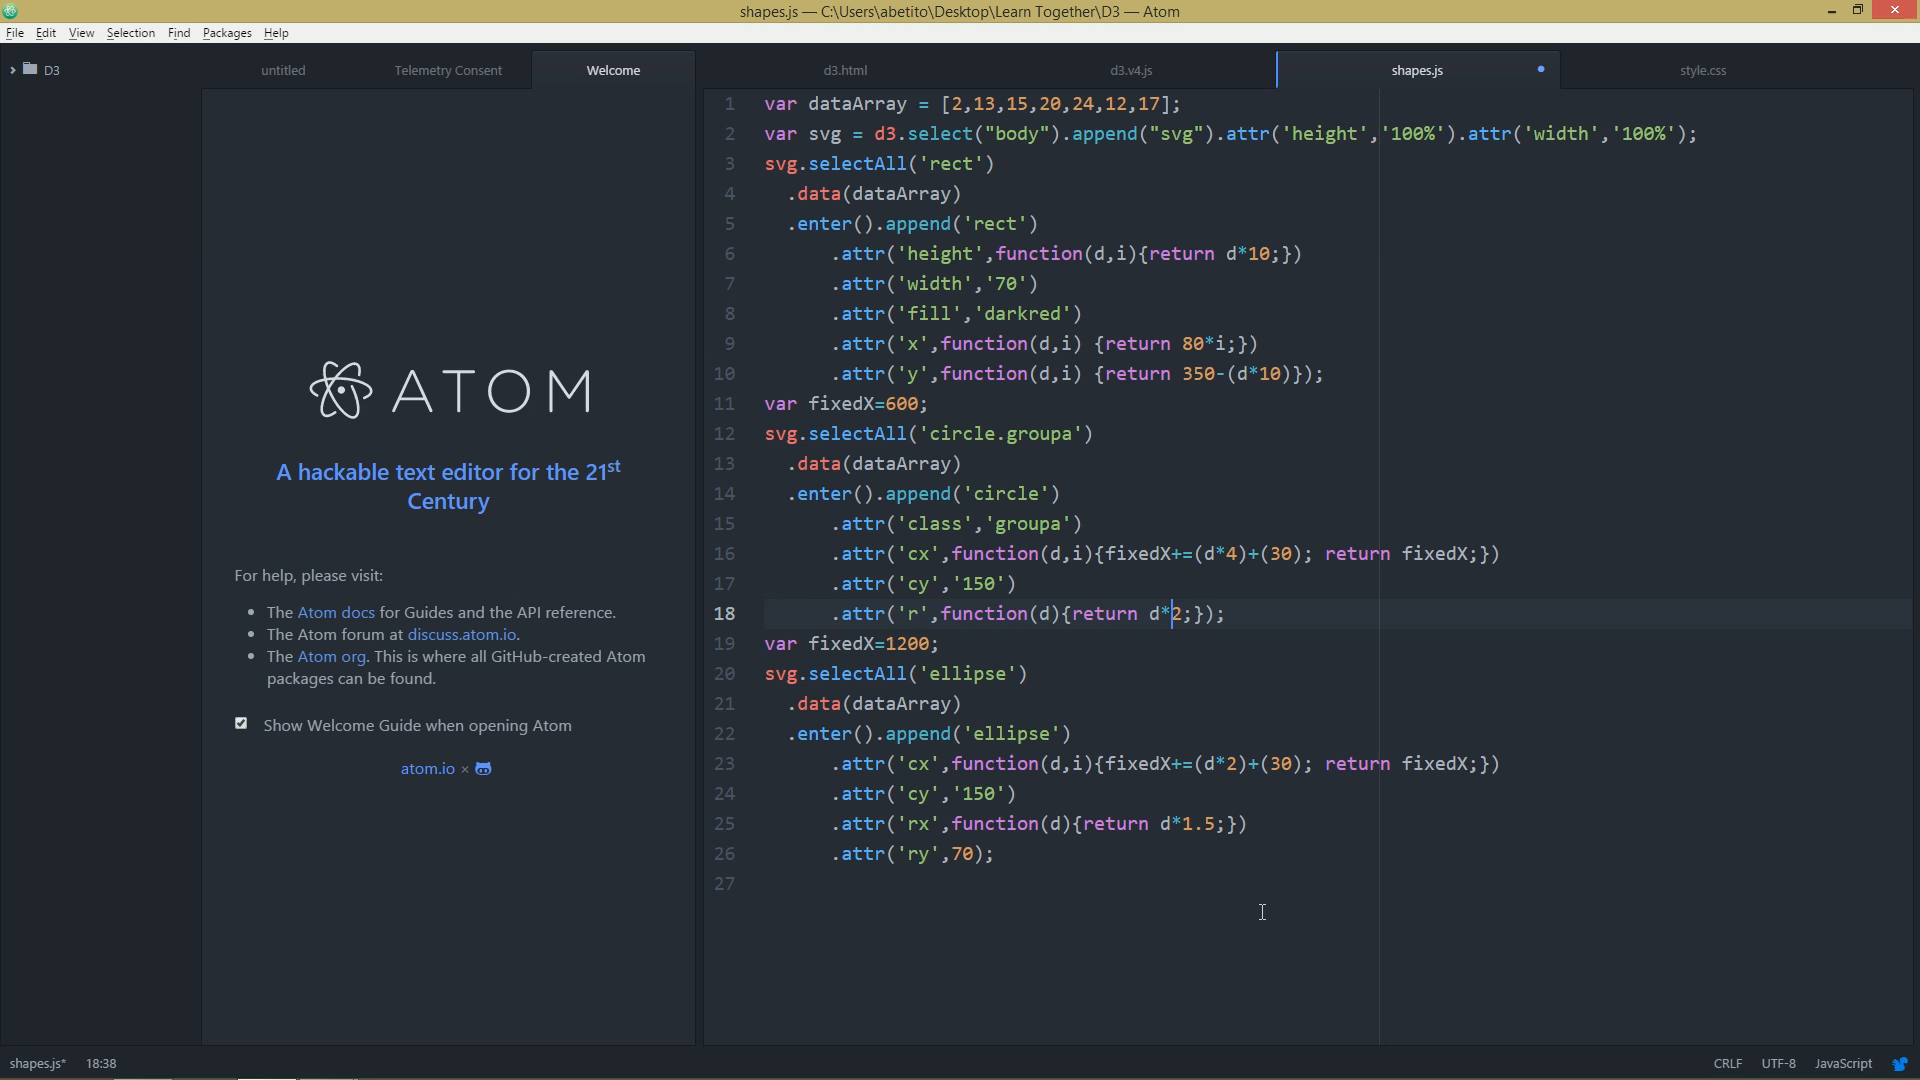 shapes.js — C:\Users\abetito\Desktop\Learn Together\D3 — Atom
File Edit View Selection Find Packages Help
D3
untitled Telemetry Consent Welcome
d3.html d3.v4.js shapes.js style.css
ATOM
A hackable text editor for the 21st
Century
For help, please visit:
• The Atom docs for Guides and the API reference.
• The Atom forum at discuss.atom.io.
• The Atom org. This is where all GitHub-created Atom
packages can be found.
Show Welcome Guide when opening Atom
atom.io ×
1 var dataArray = [2,13,15,20,24,12,17];
2 var svg = d3.select("body").append("svg").attr('height','100%').attr('width','100%');
3 svg.selectAll('rect')
4 .data(dataArray)
5 .enter().append('rect')
6 .attr('height',function(d,i){return d*10;})
7 .attr('width','70')
8 .attr('fill','darkred')
9 .attr('x',function(d,i) {return 80*i;})
10 .attr('y',function(d,i) {return 350-(d*10)});
11 var fixedX=600;
12 svg.selectAll('circle.groupa')
13 .data(dataArray)
14 .enter().append('circle')
15 .attr('class','groupa')
16 .attr('cx',function(d,i){fixedX+=(d*4)+(30); return fixedX;})
17 .attr('cy','150')
18 .attr('r',function(d){return d*2;});
19 var fixedX=1200;
20 svg.selectAll('ellipse')
21 .data(dataArray)
22 .enter().append('ellipse')
23 .attr('cx',function(d,i){fixedX+=(d*2)+(30); return fixedX;})
24 .attr('cy','150')
25 .attr('rx',function(d){return d*1.5;})
26 .attr('ry',70);
27
shapes.js* 18:38 CRLF UTF-8 JavaScript